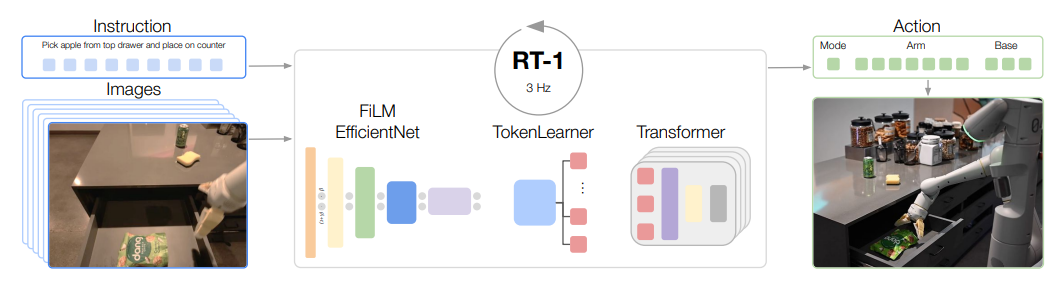 Instruction
Pick apple from top drawer and place on counter
Images
RT-1
3 Hz
FiLM
EfficientNet
TokenLearner
Transformer
Action
Mode Arm Base
dang